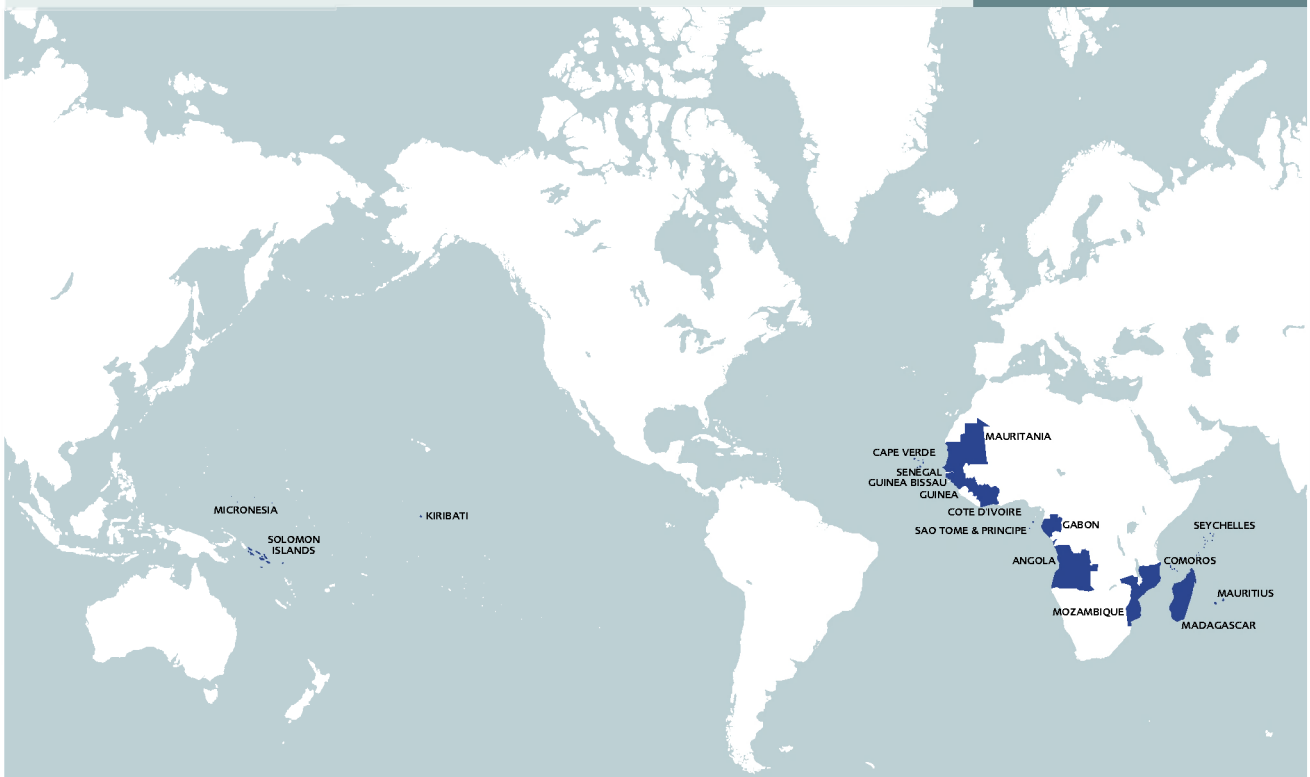 MAURITANIA
CAPE VERDE
SENEGAL
GUINEA BISSAU
GUINEA
COTE D'IVOIRE
SAO TOME & PRINCIPE
GABON
SEYCHELLES
MICRONESIA
KIRIBATI
SOLOMON
ISLANDS
ANGOLA
COMOROS
MAURITIUS
MOZAMBIQUE
MADAGASCAR